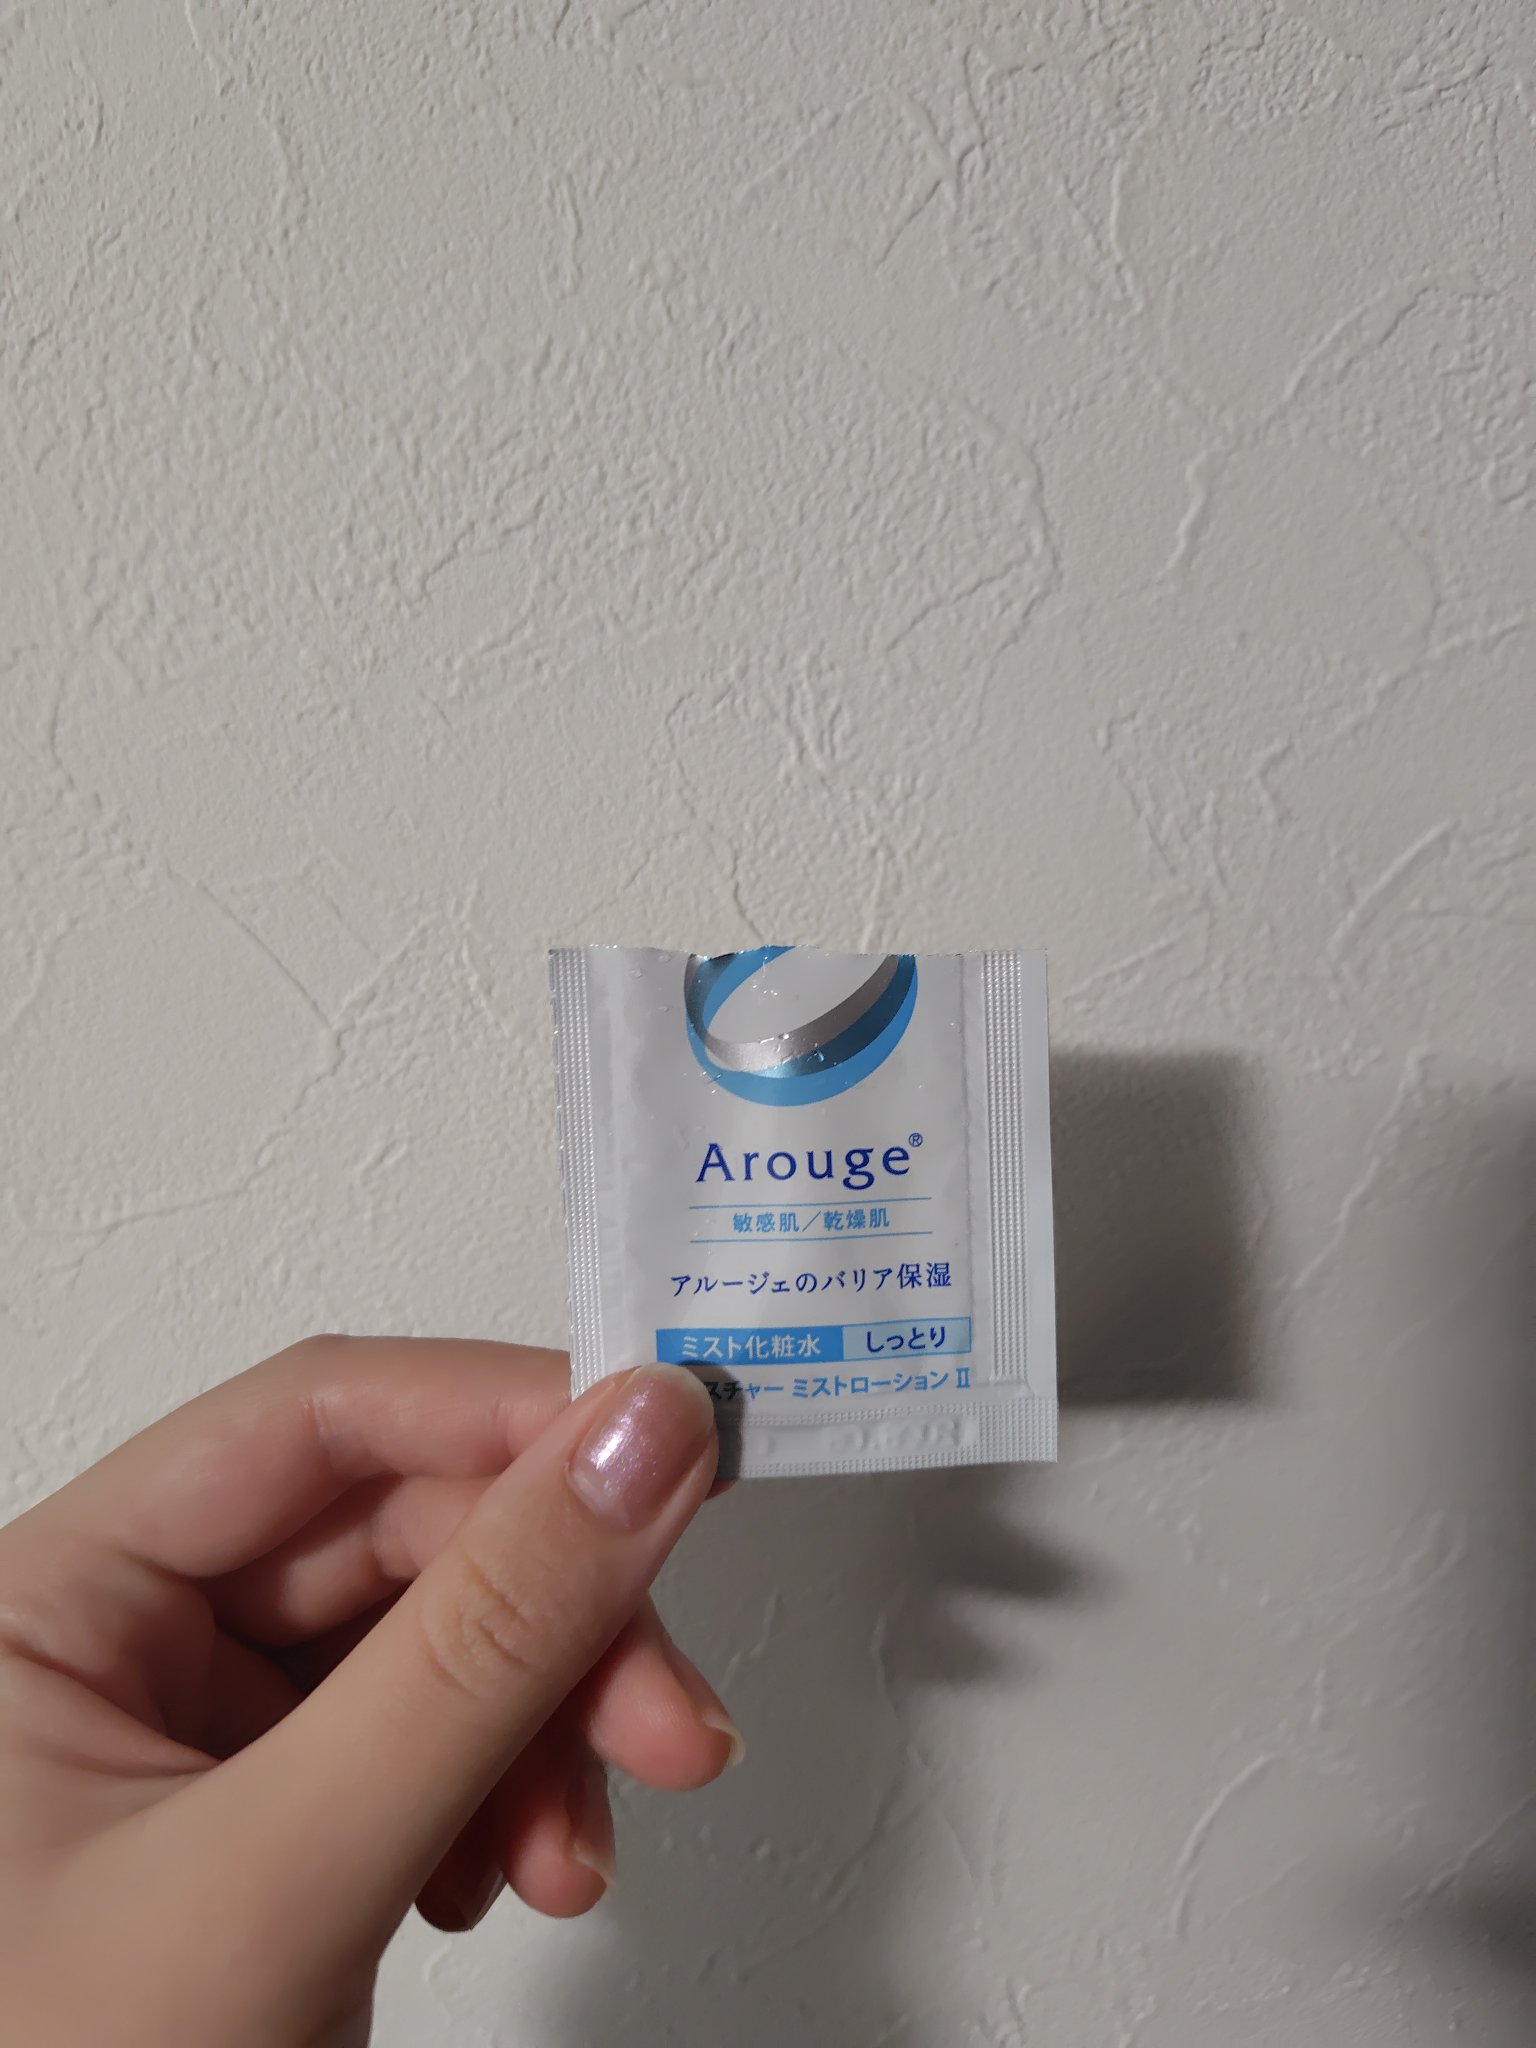 Arouge®
敏感肌／乾燥肌
アルージェのバリア保湿
ミスト化粧水 しっとり
スチャー ミストローション Ⅱ